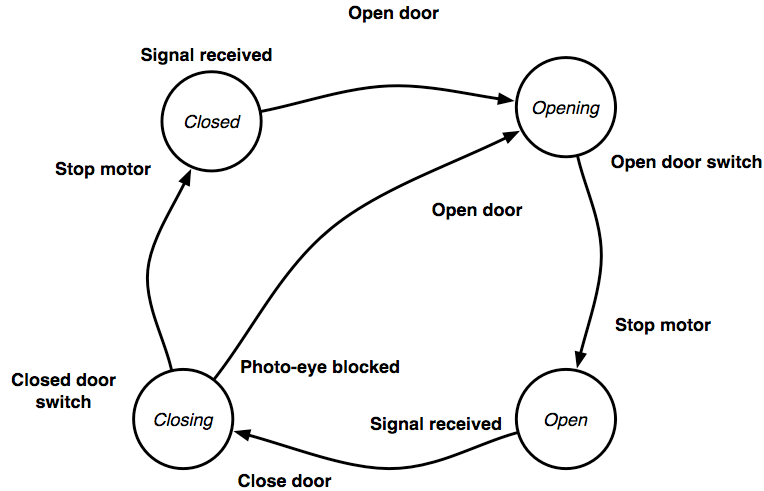 Open door
Signal received
Closed
Opening
Stop motor
Open door switch
Open door
Stop motor
Photo-eye blocked
Closed door
switch
Closing
Signal received
Open
Close door